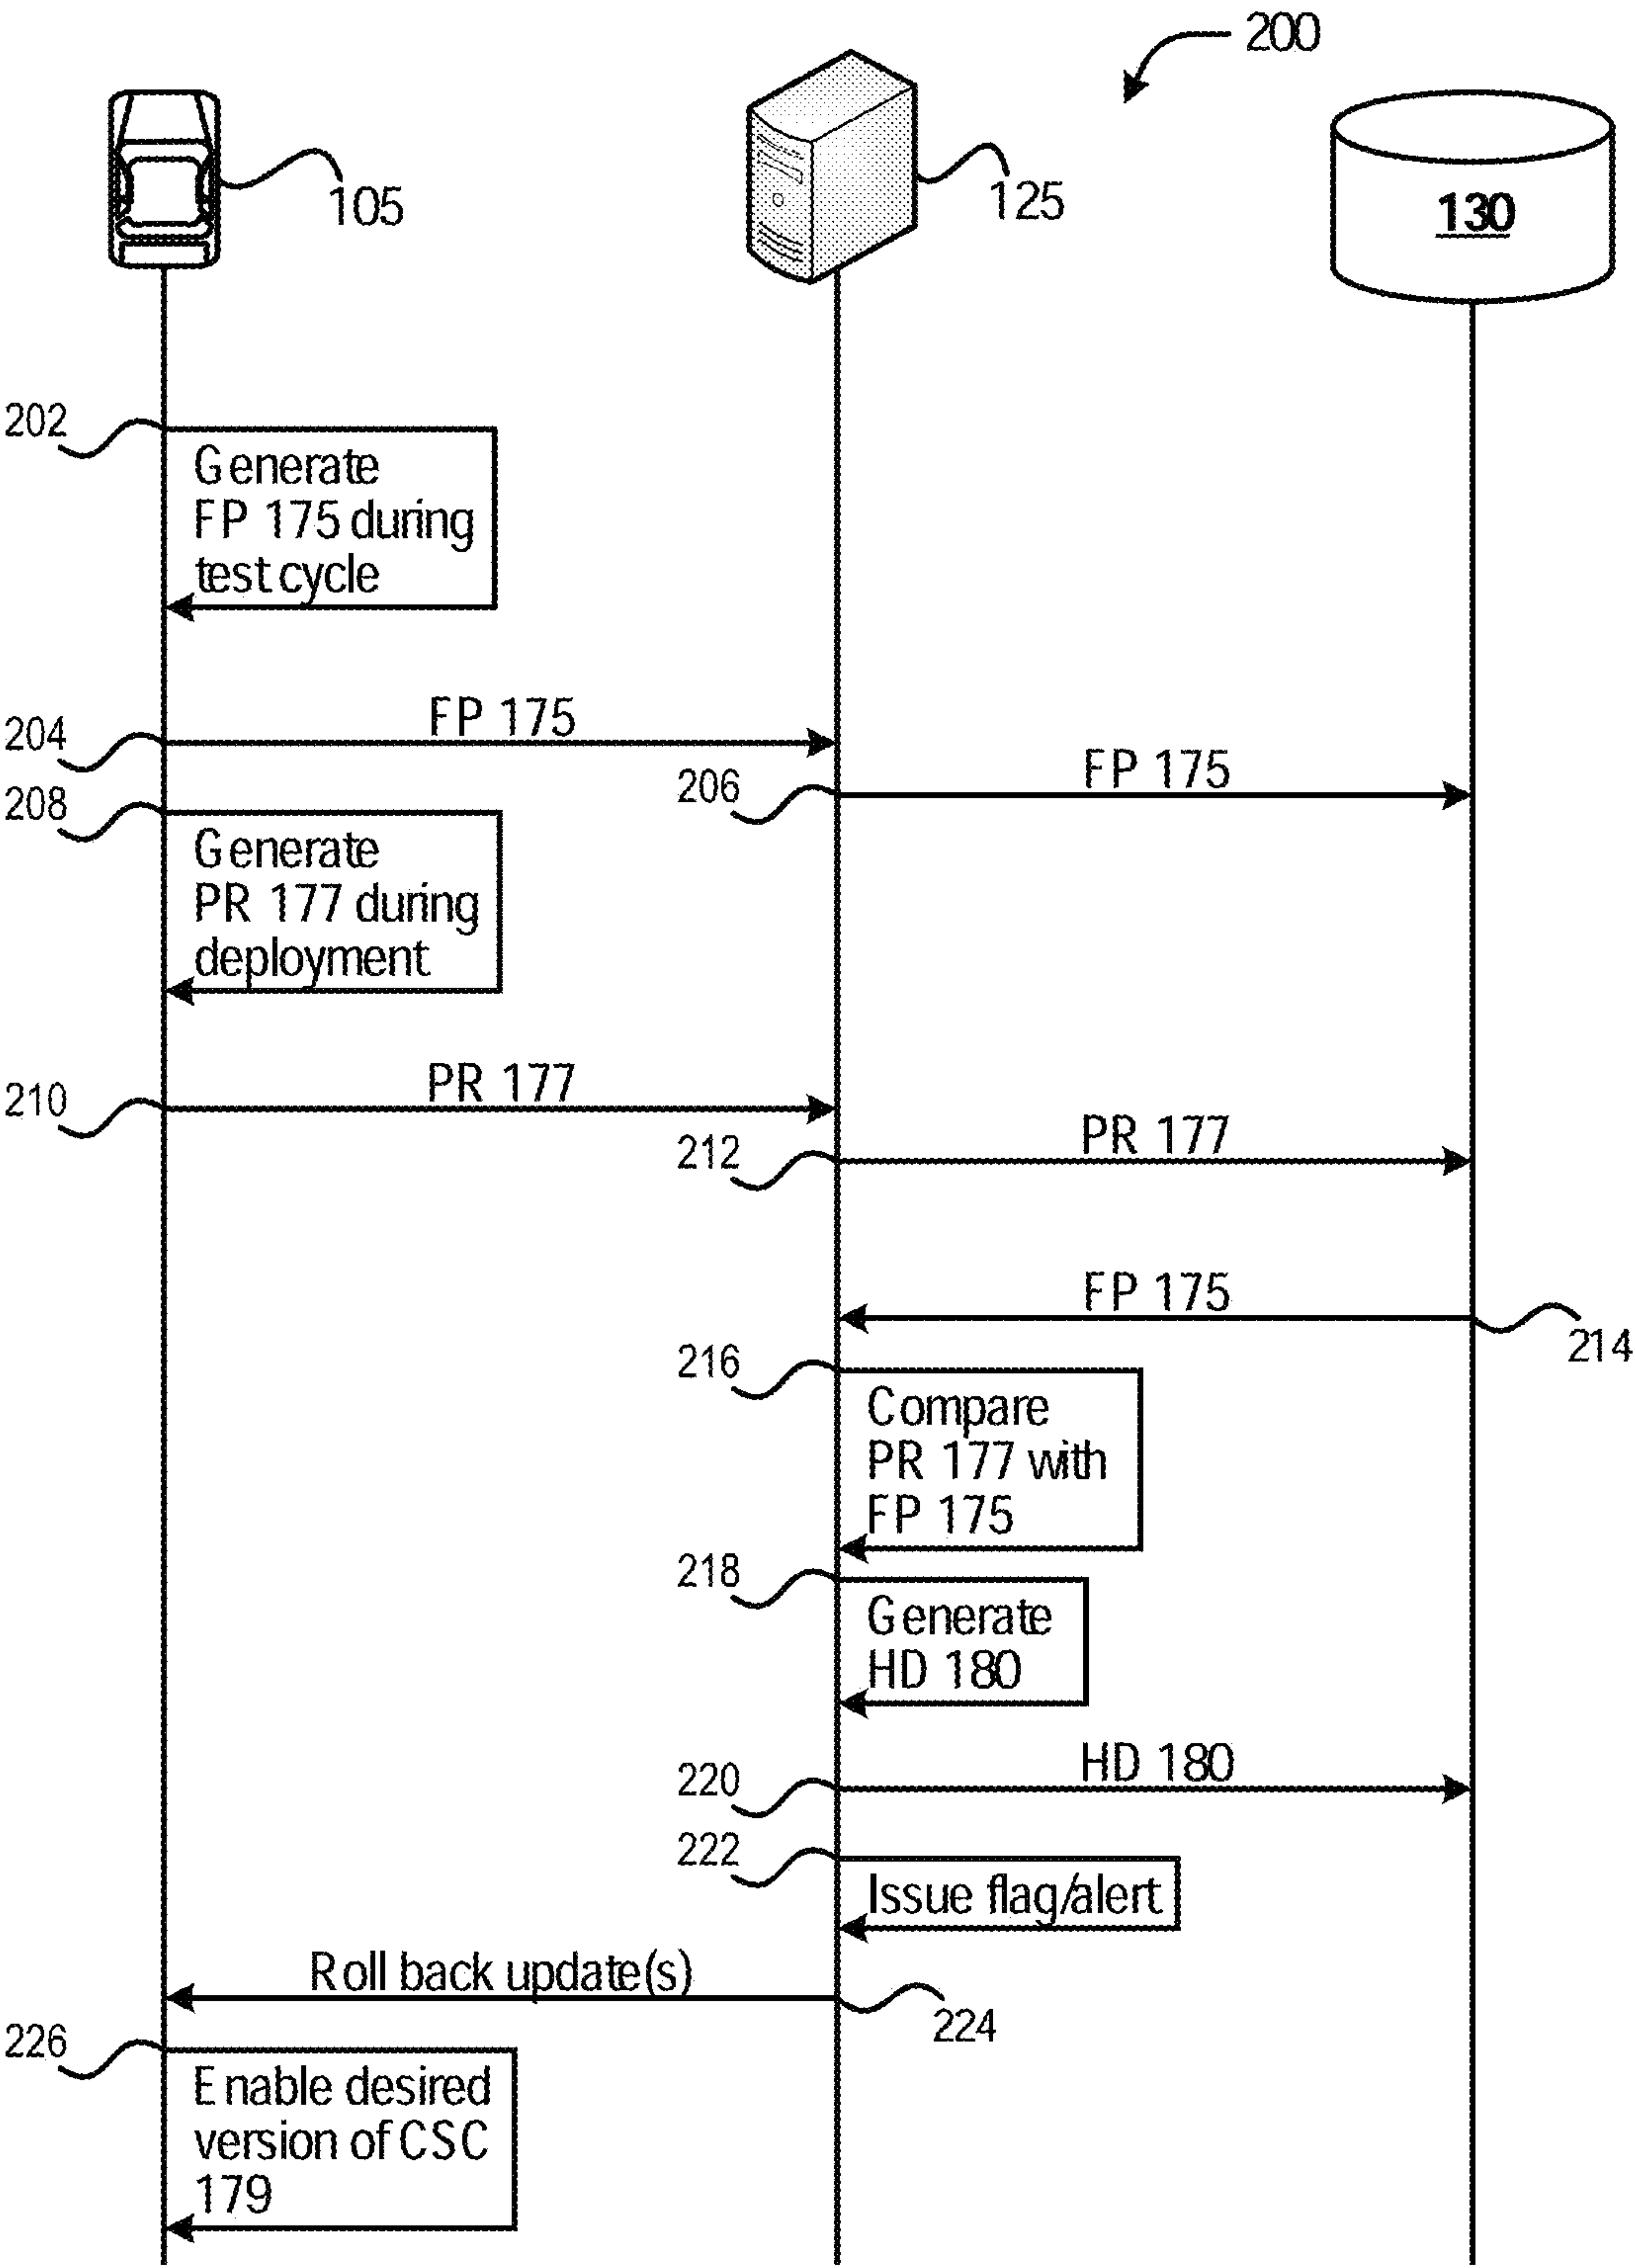 200
105
125
130
202
Generate
FP 175 during
test cycle
204
FP 175
206
FP 175
208
Generate
PR 177 during
deployment
210
PR 177
212
PR 177
FP 175
214
216
Compare
PR 177 with
FP 175
218
Generate
HD 180
220
HD 180
222
Issue flag/alert
Roll back update(s)
224
226
Enable desired
version of CSC
179